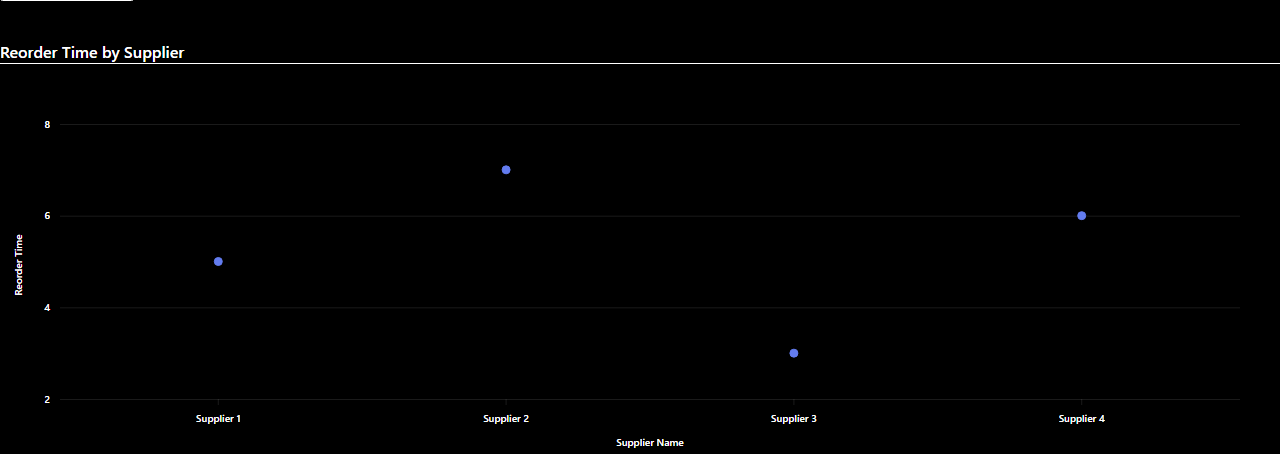 Reorder Time by Supplier
8
6
4
2
Reorder Time
Supplier 1 Supplier 2 Supplier 3 Supplier 4
Supplier Name